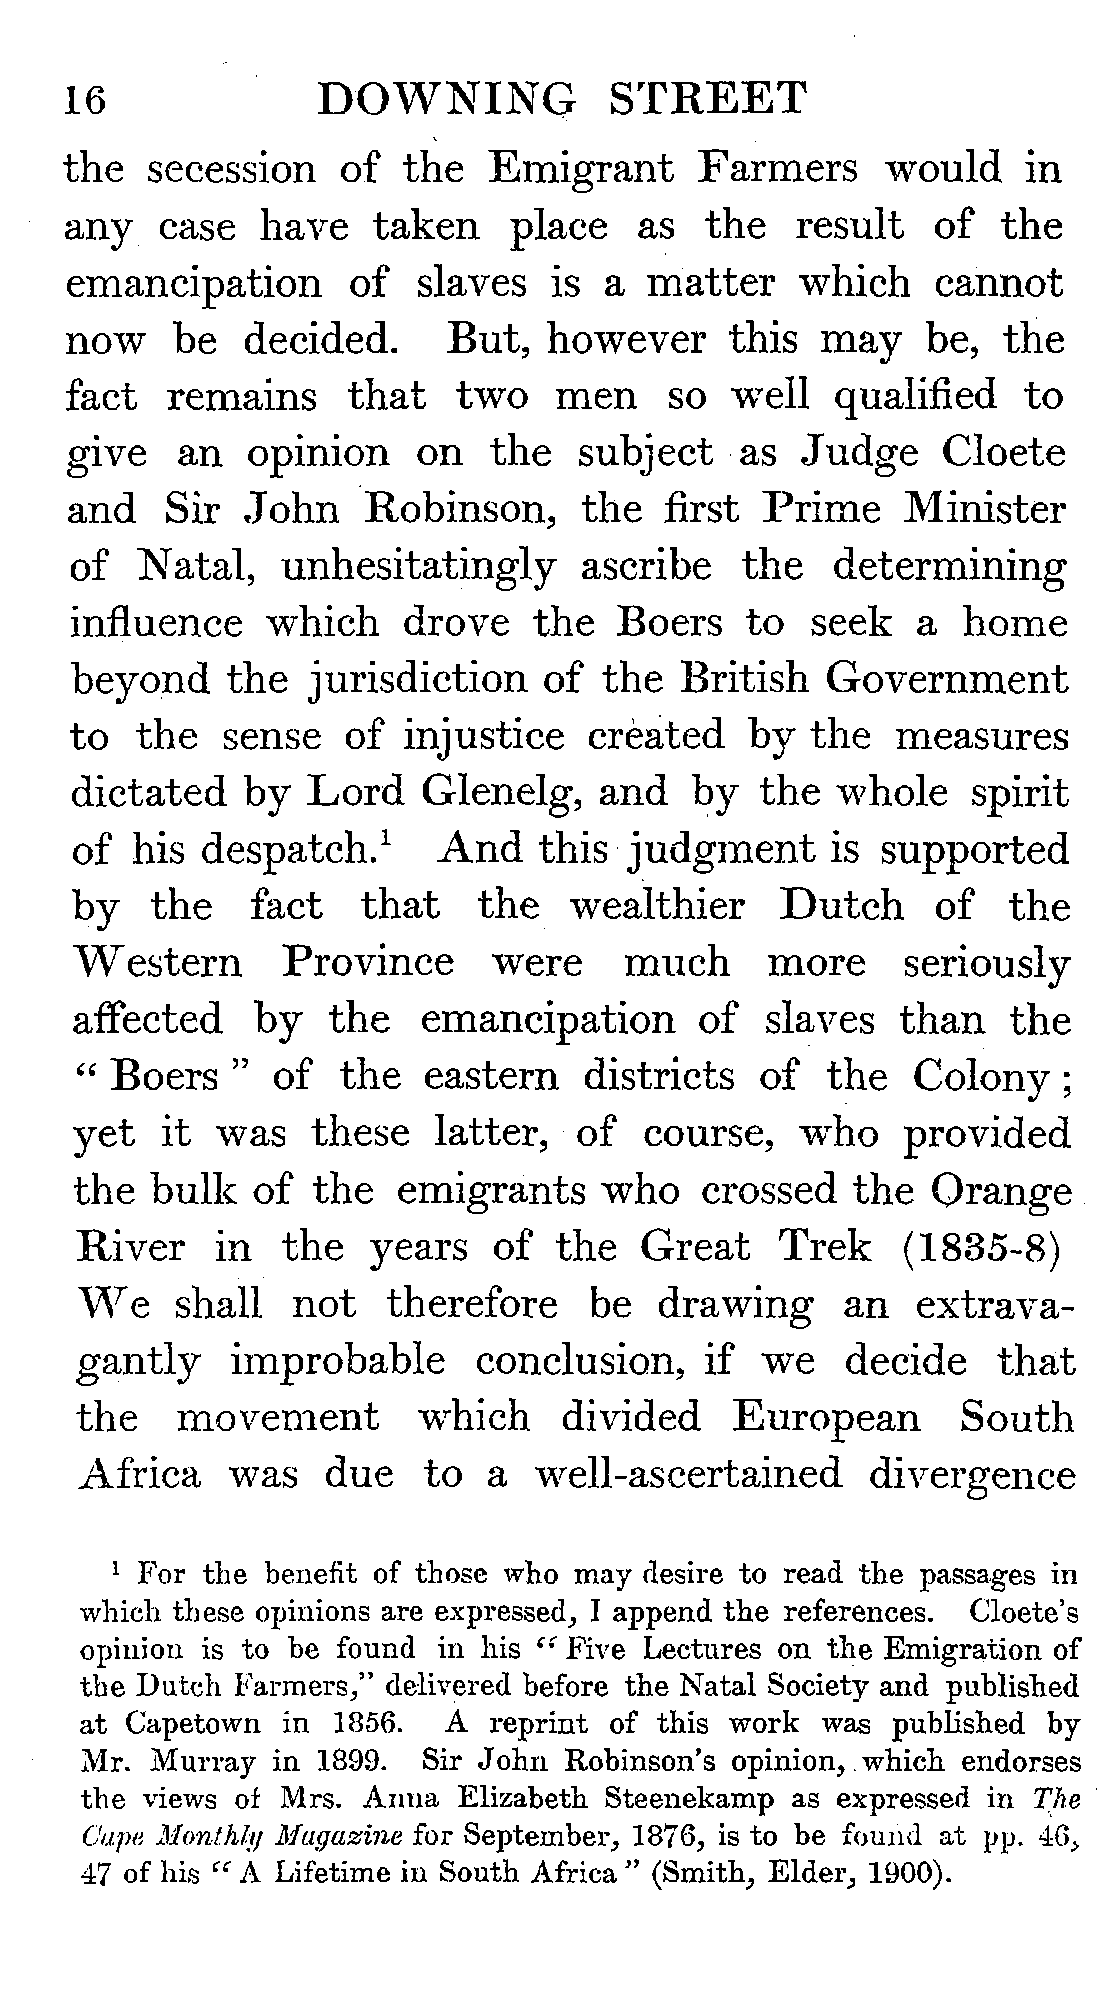 16 DOWNING STREET
the secession of the Emigrant Farmers would in
any case have taken place as the result of the
emancipation of slaves is a matter which cannot
now be decided. But, however this may be, the
fact remains that two men so well qualified to
give an opinion on the subject as Judge Cloete
and Sir John Robinson, the first Prime Minister
of Natal, unhesitatingly ascribe the determining
influence which drove the Boers to seek a home
beyond the jurisdiction of the British Government
to the sense of injustice created by the measures
dictated by Lord Glenelg, and by the whole spirit
of his despatch.¹ And this judgment is supported
by the fact that the wealthier Dutch of the
Western Province were much more seriously
affected by the emancipation of slaves than the
“ Boers ” of the eastern districts of the Colony ;
yet it was these latter, of course, who provided
the bulk of the emigrants who crossed the Orange
River in the years of the Great Trek (1835-8)
We shall not therefore be drawing an extrava-
gantly improbable conclusion, if we decide that
the movement which divided European South
Africa was due to a well-ascertained divergence
¹ For the benefit of those who may desire to read the passages in
which these opinions are expressed, I append the references. Cloete's
opinion is to be found in his “ Five Lectures on the Emigration of
the Dutch Farmers,” delivered before the Natal Society and published
at Capetown in 1856. A reprint of this work was published by
Mr. Murray in 1899. Sir John Robinson's opinion, which endorses
the views of Mrs. Anna Elizabeth Steenekamp as expressed in The
Cape Monthly Magazine for September, 1876, is to be found at pp. 46,
47 of his “ A Lifetime in South Africa ” (Smith, Elder, 1900).